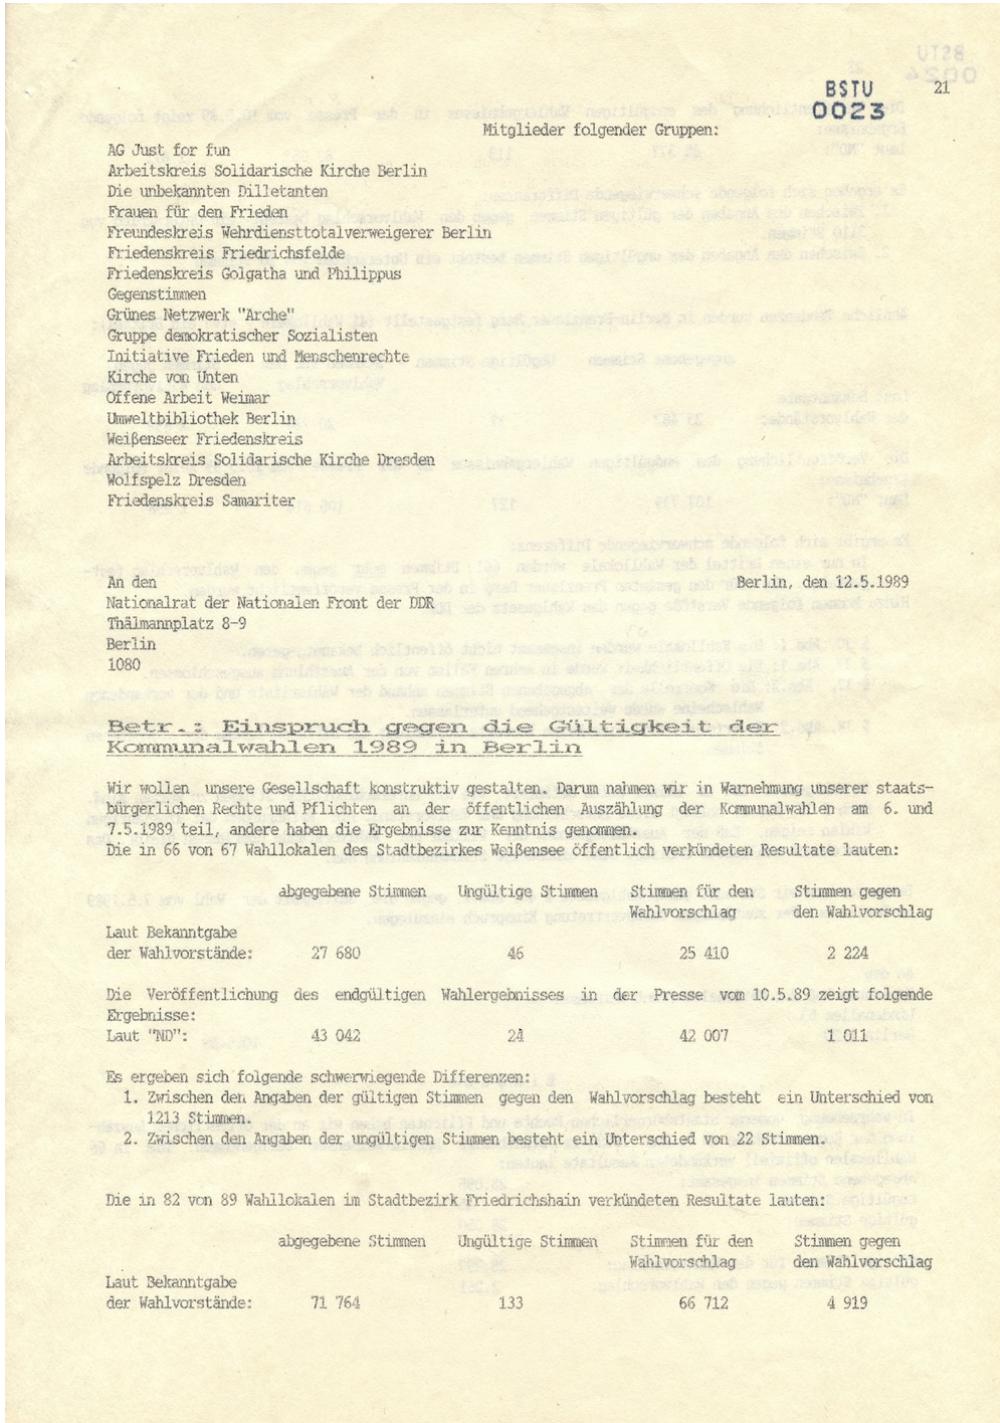 BSTU 21
0023
Mitglieder folgender Gruppen:
AG Just for fun
Arbeitskreis Solidarische Kirche Berlin
Die unbekannten Dilletanten
Frauen für den Frieden
Freundeskreis Wehrdiensttotalverweigerer Berlin
Friedenskreis Friedrichsfelde
Friedenskreis Golgatha und Philippus
Gegenstimmen
Grünes Netzwerk "Arche"
Gruppe demokratischer Sozialisten
Initiative Frieden und Menschenrechte
Kirche von Unten
Offene Arbeit Weimar
Umweltbibliothek Berlin
Weißenseer Friedenskreis
Arbeitskreis Solidarische Kirche Dresden
Wolfspelz Dresden
Friedenskreis Samariter
An den Berlin, den 12.5.1989
Nationalrat der Nationalen Front der DDR
Thälmannplatz 8-9
Berlin
1080
Betr.: Einspruch gegen die Gültigkeit der
Kommunalwahlen 1989 in Berlin
Wir wollen unsere Gesellschaft konstruktiv gestalten. Darum nahmen wir in Warnehmung unserer staats-
bürgerlichen Rechte und Pflichten an der öffentlichen Auszählung der Kommunalwahlen am 6. und
7.5.1989 teil, andere haben die Ergebnisse zur Kenntnis genommen.
Die in 66 von 67 Wahllokalen des Stadtbezirkes Weißensee öffentlich verkündeten Resultate lauten:
abgegebene Stimmen Ungültige Stimmen Stimmen für den Stimmen gegen
Wahlvorschlag den Wahlvorschlag
Laut Bekanntgabe
der Wahlvorstände: 27 680 46 25 410 2 224
Die Veröffentlichung des endgültigen Wahlergebnisses in der Presse vom 10.5.89 zeigt folgende
Ergebnisse:
Laut "ND": 43 042 24 42 007 1 011
Es ergeben sich folgende schwerwiegende Differenzen:
1. Zwischen den Angaben der gültigen Stimmen gegen den Wahlvorschlag besteht ein Unterschied von
1213 Stimmen.
2. Zwischen den Angaben der ungültigen Stimmen besteht ein Unterschied von 22 Stimmen.
Die in 82 von 89 Wahllokalen im Stadtbezirk Friedrichshain verkündeten Resultate lauten:
abgegebene Stimmen Ungültige Stimmen Stimmen für den Stimmen gegen
Wahlvorschlag den Wahlvorschlag
Laut Bekanntgabe
der Wahlvorstände: 71 764 133 66 712 4 919